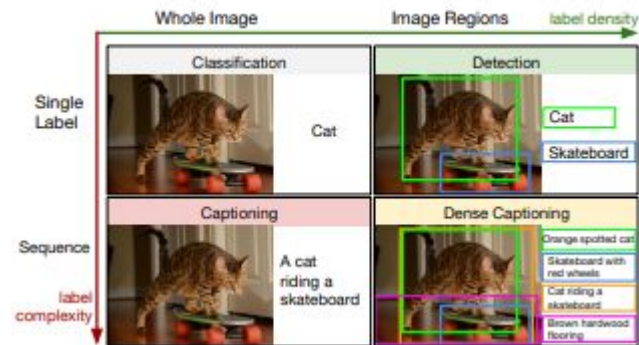 Whole Image
Image Regions
label density
Classification
Detection
Single
Label
Cat
Cat
Skateboard
Captioning
Dense Captioning
Sequence
A cat
riding a
skateboard
Orange spotted cat
Skateboard with
red wheels
Cat riding a
skateboard
Brown hardwood
flooring
label
complexity